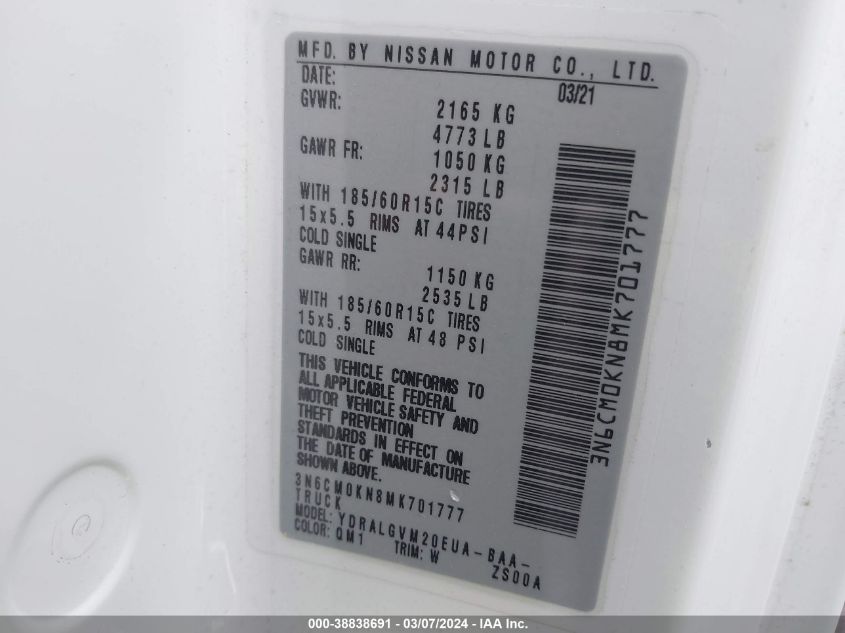 MFD. BY NISSAN MOTOR CO., LTD.
DATE: 03/21
GVWR: 2165 KG
4773 LB
GAWR FR: 1050 KG
2315 LB
WITH 185/60R15C TIRES
15x5.5 RIMS AT 44PSI
COLD SINGLE
GAWR RR: 1150 KG
2535 LB
WITH 185/60R15C TIRES
15x5.5 RIMS AT 48 PSI
COLD SINGLE
THIS VEHICLE CONFORMS TO
ALL APPLICABLE FEDERAL
MOTOR VEHICLE SAFETY AND
THEFT PREVENTION
STANDARDS IN EFFECT ON
THE DATE OF MANUFACTURE
SHOWN ABOVE.
3N6CM0KN8MK701777
TRUCK
MODEL: YDRALGVM20EUA-BAA-
ZS00A
COLOR: QM1 TRIM: W
3N6CM0KN8MK701777
000-38838691 - 03/07/2024 - IAA, Inc.